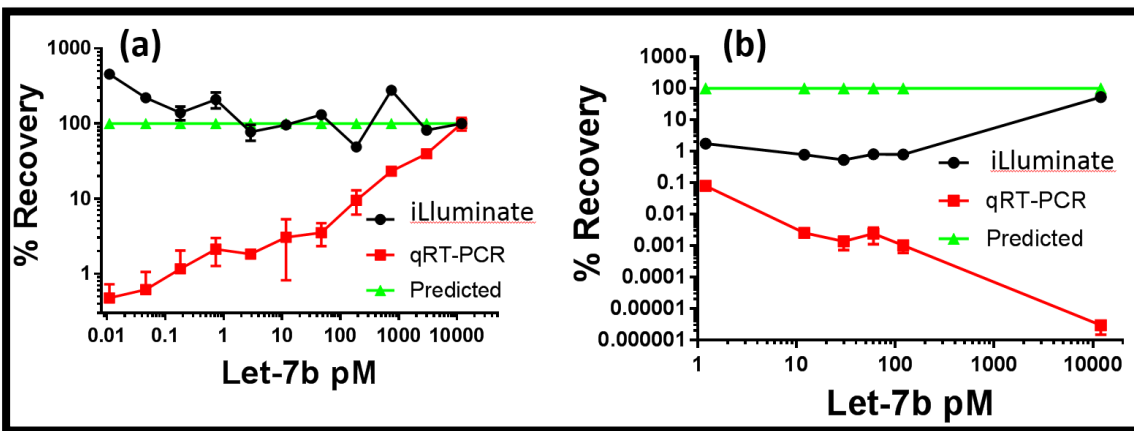 (a)
1000
100
10
1
% Recovery
0.01 0.1 1 10 100 1000 10000
Let-7b pM
iLluminate
qRT-PCR
Predicted
(b)
1000
100
10
1
0.1
0.01
0.001
0.0001
0.00001
0.000001
% Recovery
1 10 100 1000 10000
Let-7b pM
iLluminate
qRT-PCR
Predicted